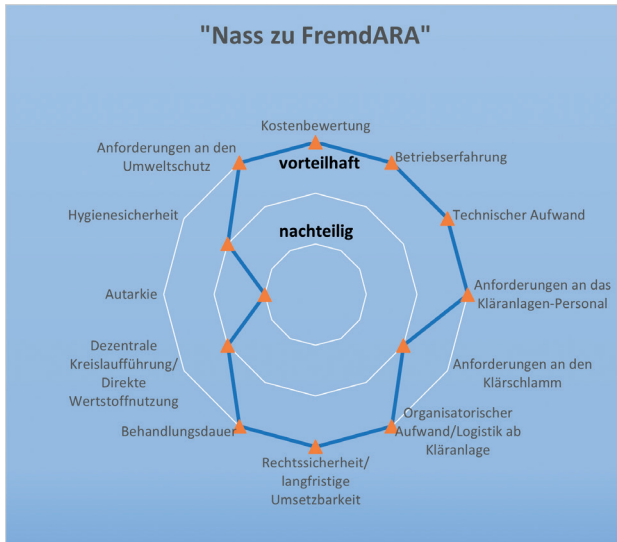 "Nass zu FremdARA"
Kostenbewertung
vorteilhaft
Betriebserfahrung
Technischer Aufwand
Anforderungen an das
Kläranlagen-Personal
Anforderungen an den
Klärschlamm
Organisatorischer
Aufwand/Logistik ab
Kläranlage
Rechtssicherheit/
langfristige
Umsetzbarkeit
Behandlungsdauer
Dezentrale
Kreislaufführung/
Direkte
Wertstoffnutzung
Autarkie
Hygienesicherheit
Anforderungen an den
Umweltschutz
nachteilig